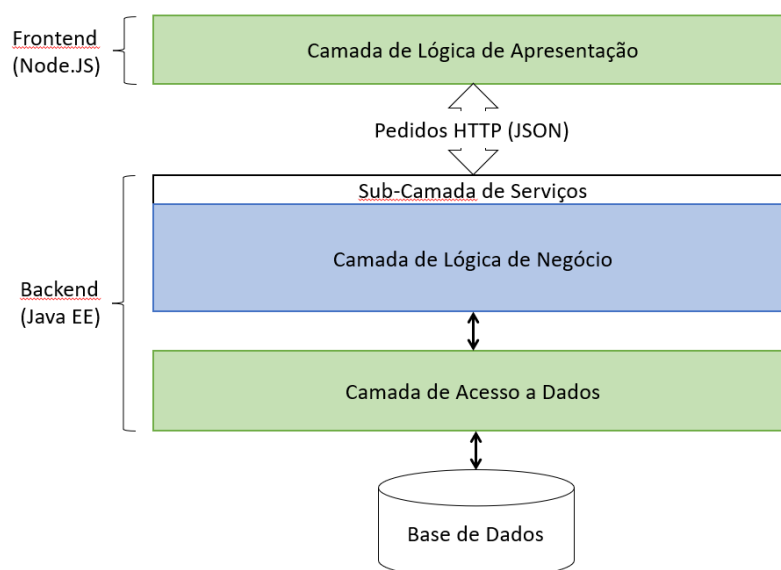 Frontend
(Node.JS)
Camada de Lógica de Apresentação
Pedidos HTTP (JSON)
Sub-Camada de Serviços
Camada de Lógica de Negócio
Backend
(Java EE)
Camada de Acesso a Dados
Base de Dados